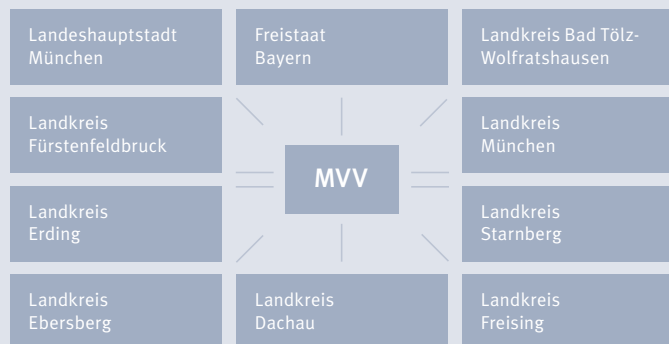 Landeshauptstadt
München
Freistaat
Bayern
Landkreis Bad Tölz-
Wolfratshausen
Landkreis
Fürstenfeldbruck
MVV
Landkreis
München
Landkreis
Erding
Landkreis
Starnberg
Landkreis
Ebersberg
Landkreis
Dachau
Landkreis
Freising